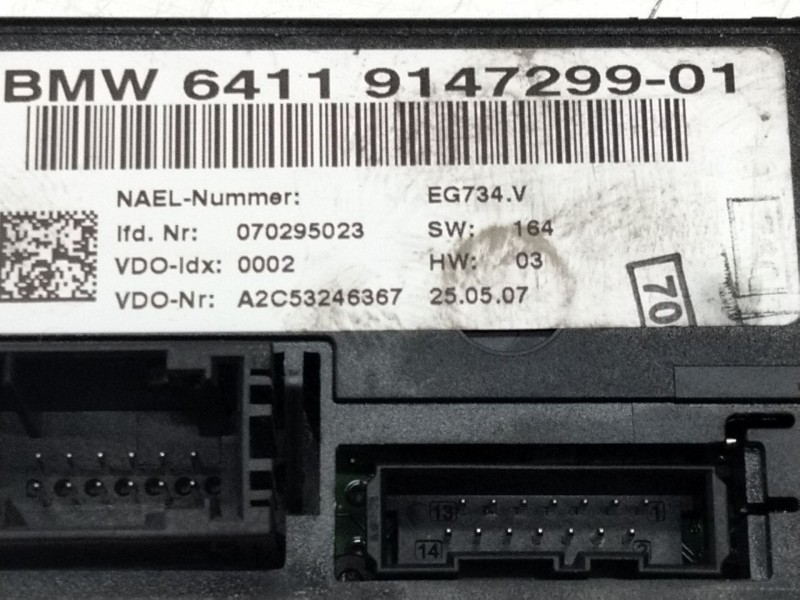 BMW 6411 9147299-01
NAEL-Nummer: EG734.V
lfd. Nr: 070295023 SW: 164
VDO-Idx: 0002 HW: 03
VDO-Nr: A2C53246367 25.05.07
70
13 1
14 2